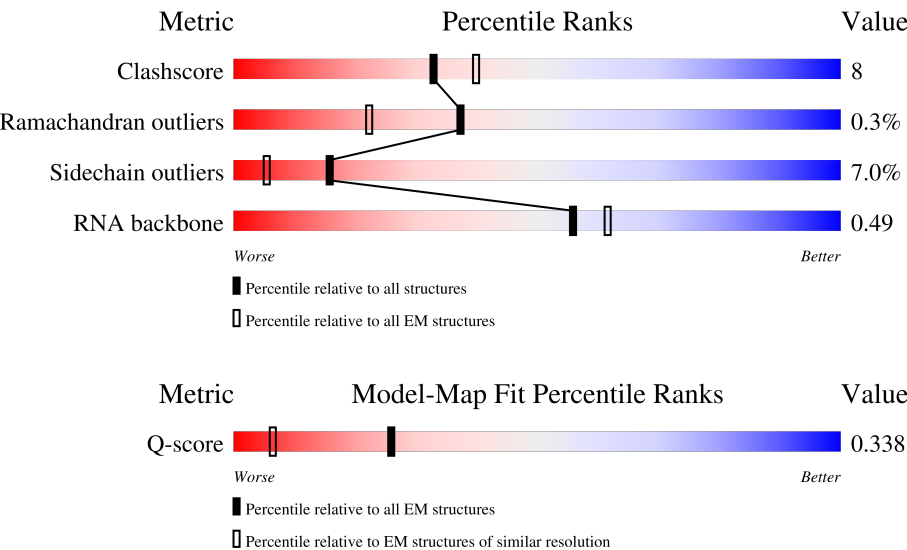 Metric Percentile Ranks Value
Clashscore 8
Ramachandran outliers 0.3%
Sidechain outliers 7.0%
RNA backbone 0.49
Worse Better
Percentile relative to all structures
Percentile relative to all EM structures
Metric Model-Map Fit Percentile Ranks Value
Q-score 0.338
Worse Better
Percentile relative to all EM structures
Percentile relative to EM structures of similar resolution